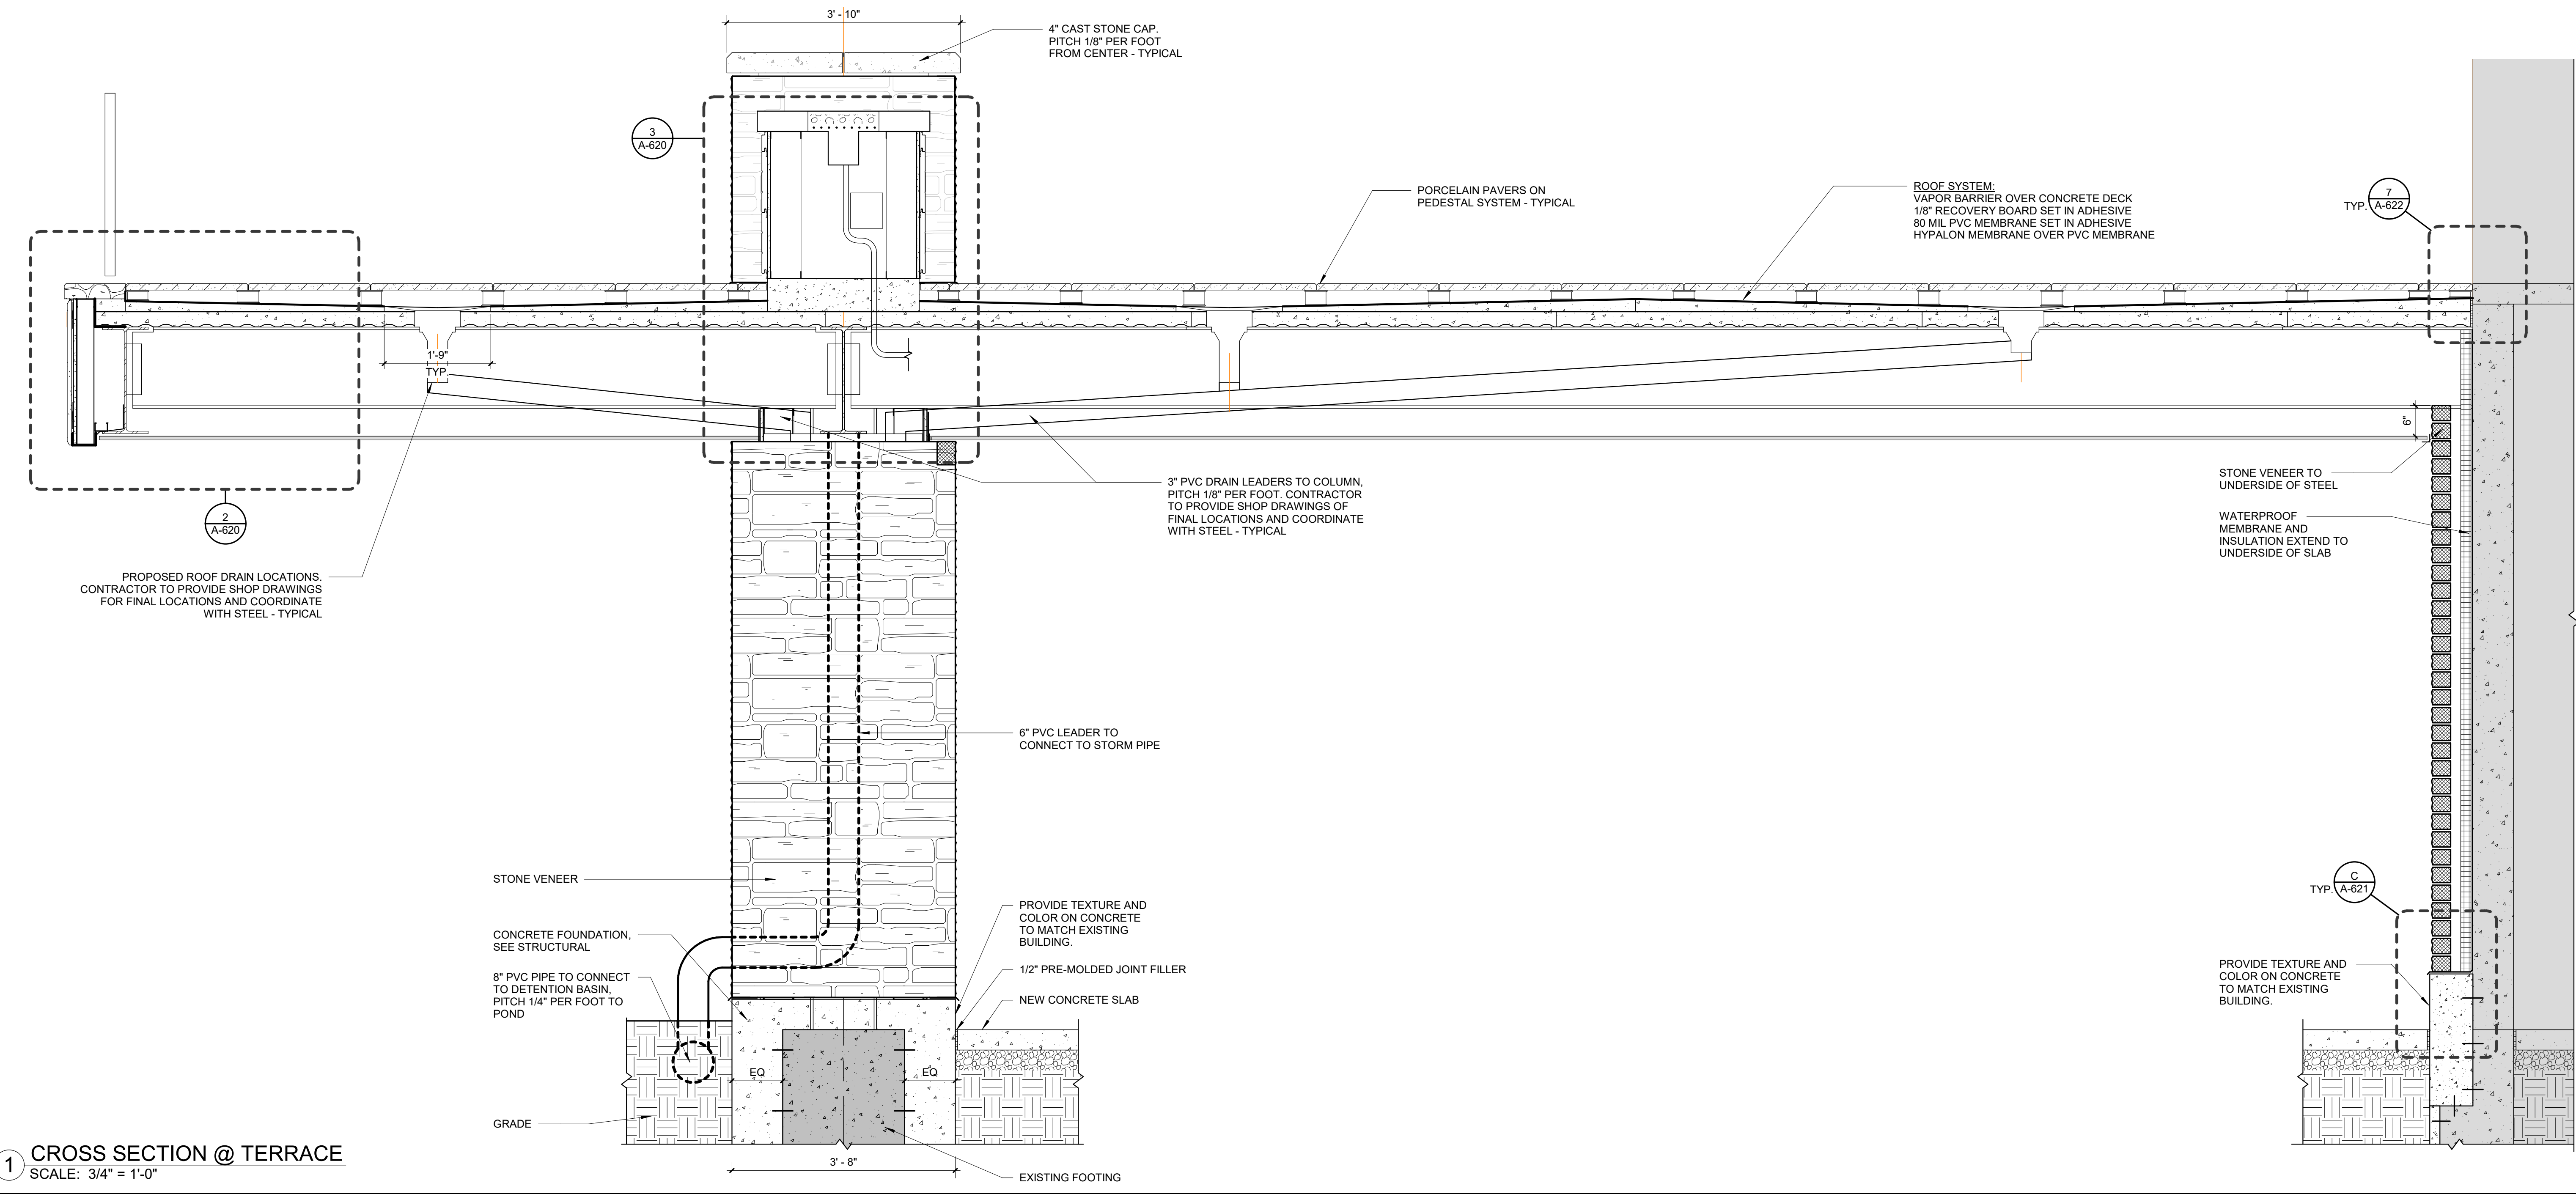 3' - 10"
4" CAST STONE CAP.
PITCH 1/8" PER FOOT
FROM CENTER - TYPICAL
3
A-620
PORCELAIN PAVERS ON
PEDESTAL SYSTEM - TYPICAL
ROOF SYSTEM:
VAPOR BARRIER OVER CONCRETE DECK
1/8" RECOVERY BOARD SET IN ADHESIVE
80 MIL PVC MEMBRANE SET IN ADHESIVE
HYPALON MEMBRANE OVER PVC MEMBRANE
7
TYP. A-622
1'-9"
TYP.
6"
2
A-620
3" PVC DRAIN LEADERS TO COLUMN,
PITCH 1/8" PER FOOT. CONTRACTOR
TO PROVIDE SHOP DRAWINGS OF
FINAL LOCATIONS AND COORDINATE
WITH STEEL - TYPICAL
STONE VENEER TO
UNDERSIDE OF STEEL
WATERPROOF
MEMBRANE AND
INSULATION EXTEND TO
UNDERSIDE OF SLAB
PROPOSED ROOF DRAIN LOCATIONS.
CONTRACTOR TO PROVIDE SHOP DRAWINGS
FOR FINAL LOCATIONS AND COORDINATE
WITH STEEL - TYPICAL
6" PVC LEADER TO
CONNECT TO STORM PIPE
STONE VENEER
C
TYP. A-621
PROVIDE TEXTURE AND
COLOR ON CONCRETE
TO MATCH EXISTING
BUILDING.
CONCRETE FOUNDATION,
SEE STRUCTURAL
1/2" PRE-MOLDED JOINT FILLER
8" PVC PIPE TO CONNECT
TO DETENTION BASIN,
PITCH 1/4" PER FOOT TO
POND
NEW CONCRETE SLAB
PROVIDE TEXTURE AND
COLOR ON CONCRETE
TO MATCH EXISTING
BUILDING.
EQ
EQ
GRADE
3' - 8"
EXISTING FOOTING
1
CROSS SECTION @ TERRACE
SCALE: 3/4" = 1'-0"